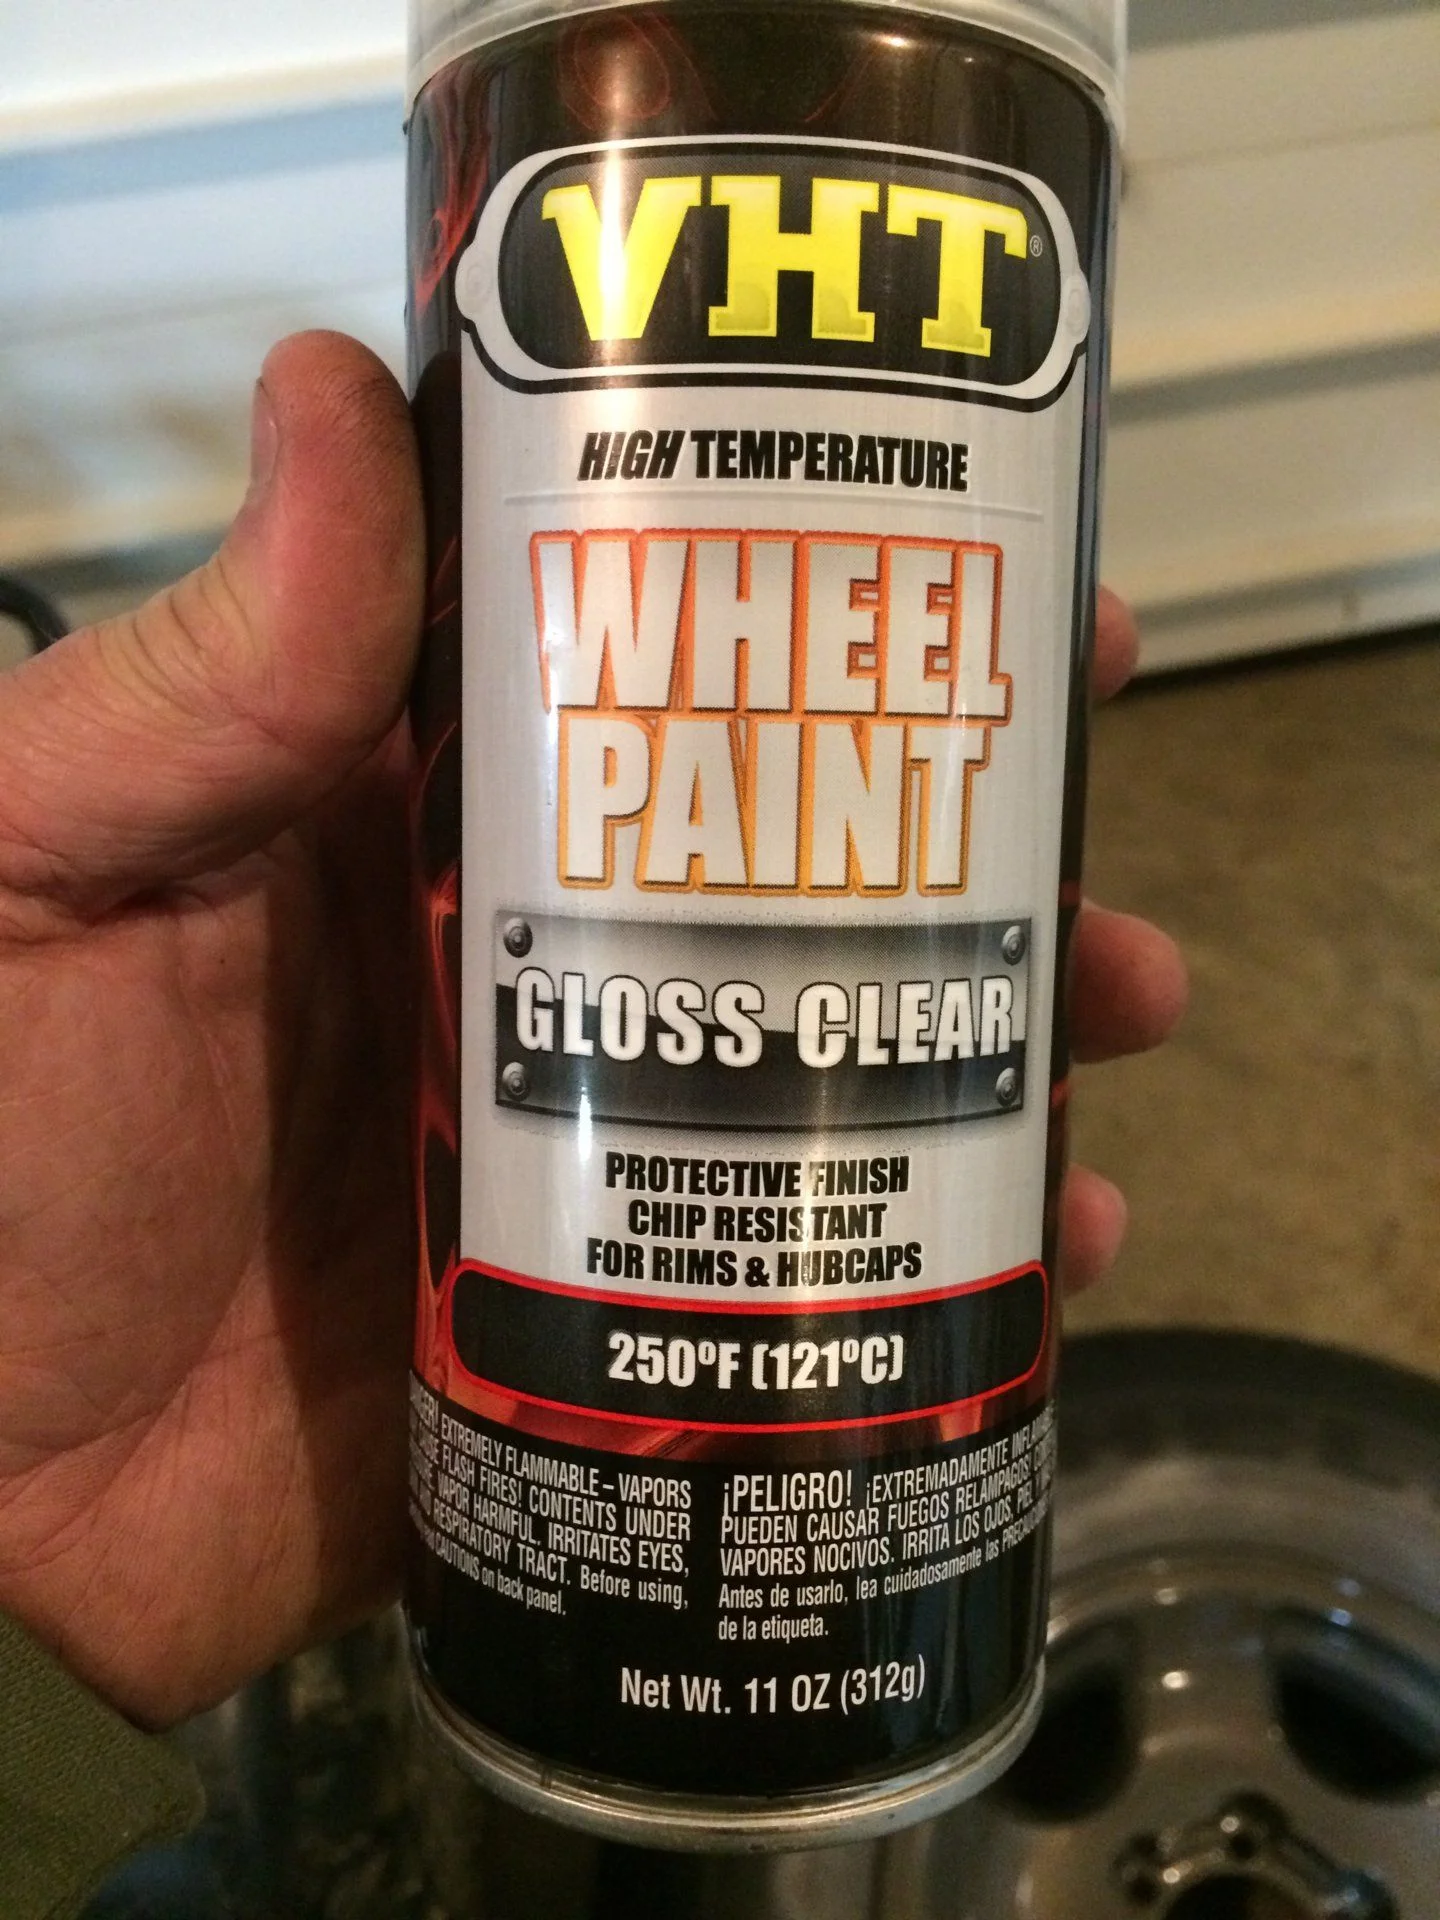 VHT®
HIGH TEMPERATURE
WHEEL
PAINT
GLOSS CLEAR
PROTECTIVE FINISH
CHIP RESISTANT
FOR RIMS & HUBCAPS
250ºF (121ºC)
EXTREMELY FLAMMABLE – VAPORS
FLASH FIRES! CONTENTS UNDER
VAPOR HARMFUL. IRRITATES EYES,
RESPIRATORY TRACT. Before using,
CAUTIONS on back panel.
¡PELIGRO! ¡EXTREMADAMENTE
PUEDEN CAUSAR FUEGOS RELAMPAGOS!
VAPORES NOCIVOS. IRRITA LOS OJOS, PIEL
Antes de usarlo, lea cuidadosamente las
de la etiqueta.
Net Wt. 11 OZ (312g)